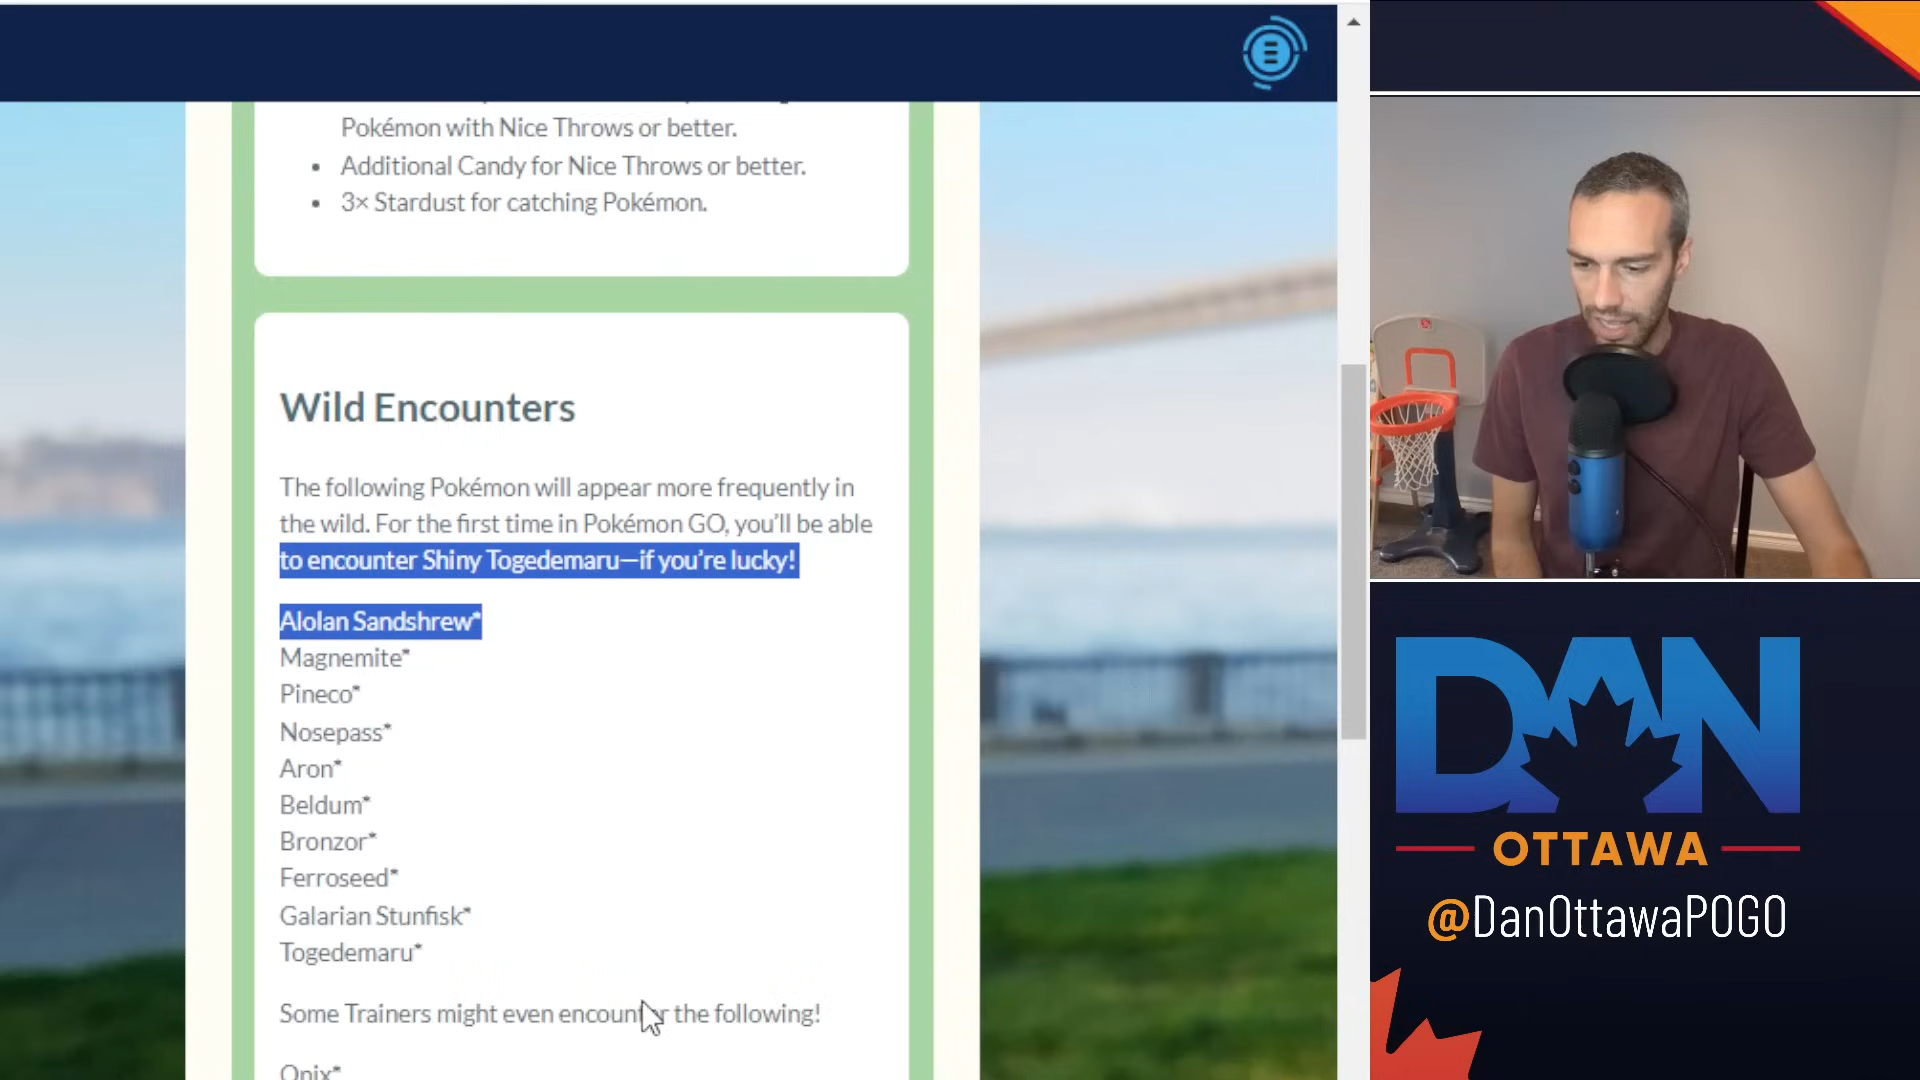 Pokémon with Nice Throws or better.
• Additional Candy for Nice Throws or better.
• 3× Stardust for catching Pokémon.
Wild Encounters
The following Pokémon will appear more frequently in
the wild. For the first time in Pokémon GO, you’ll be able
to encounter Shiny Togedemaru—if you’re lucky!
Alolan Sandshrew*
Magnemite*
Pineco*
Nosepass*
Aron*
Beldum*
Bronzor*
Ferroseed*
Galarian Stunfisk*
Togedemaru*
Some Trainers might even encounter the following!
Onix*
DAN
OTTAWA
@DanOttawaPOGO